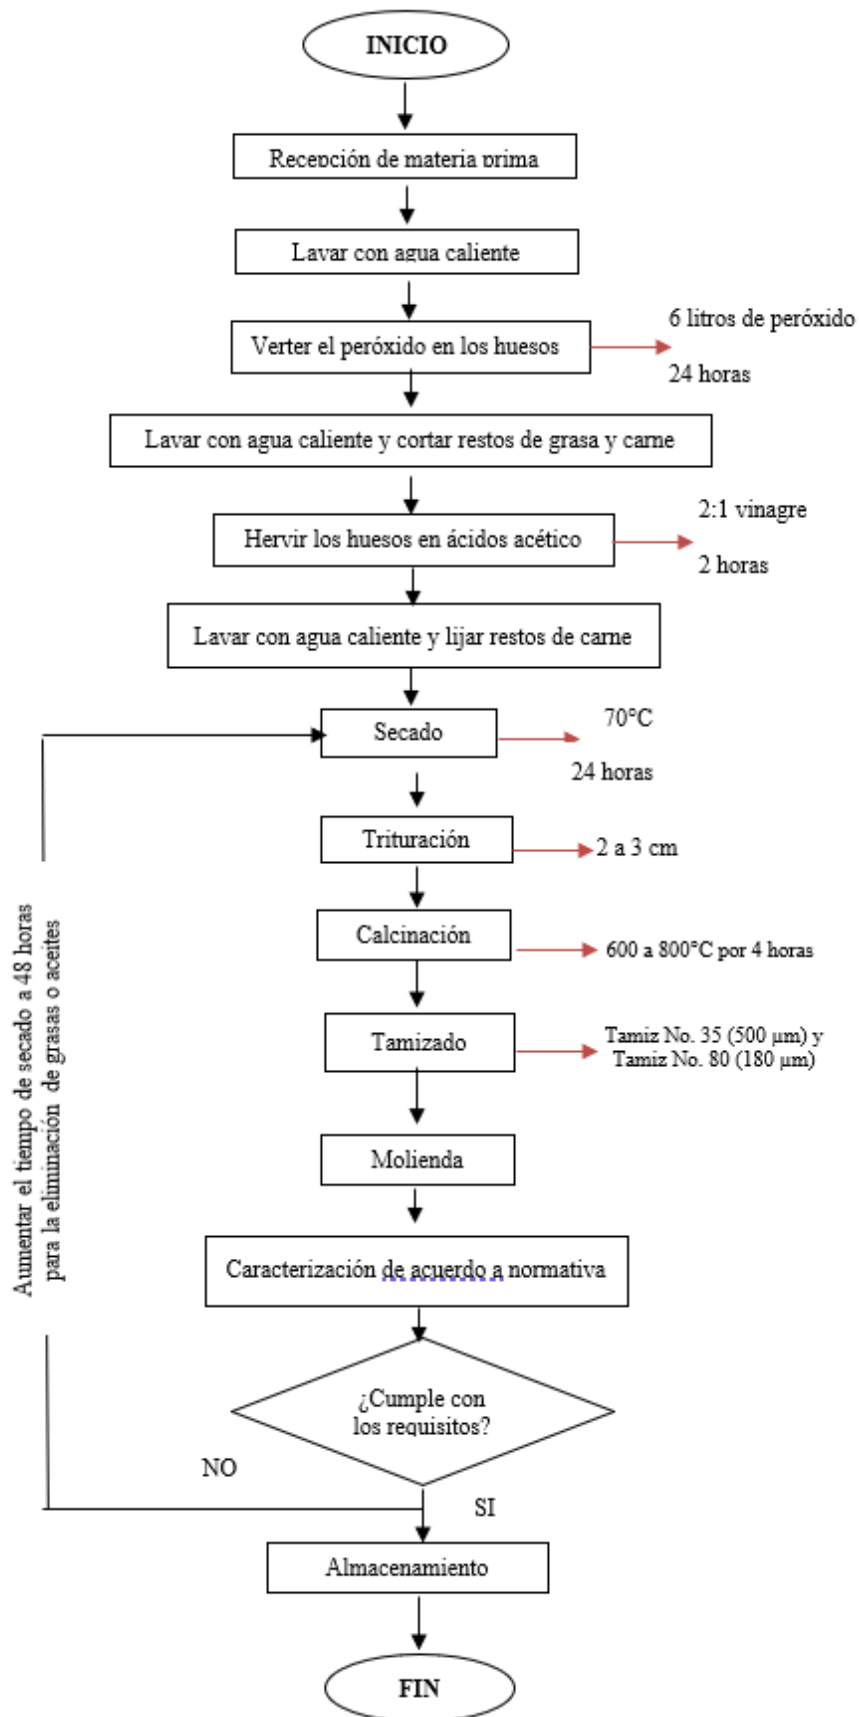 INICIO
Recepción de materia prima
Lavar con agua caliente
Verter el peróxido en los huesos
6 litros de peróxido
24 horas
Lavar con agua caliente y cortar restos de grasa y carne
Hervir los huesos en ácidos acético
2:1 vinagre
2 horas
Lavar con agua caliente y lijar restos de carne
Secado
70°C
24 horas
Trituración
2 a 3 cm
Calcinación
600 a 800°C por 4 horas
Tamizado
Tamiz No. 35 (500 µm) y
Tamiz No. 80 (180 µm)
Molienda
Caracterización de acuerdo a normativa
¿Cumple con
los requisitos?
NO
SI
Aumentar el tiempo de secado a 48 horas
para la eliminación de grasas o aceites
Almacenamiento
FIN